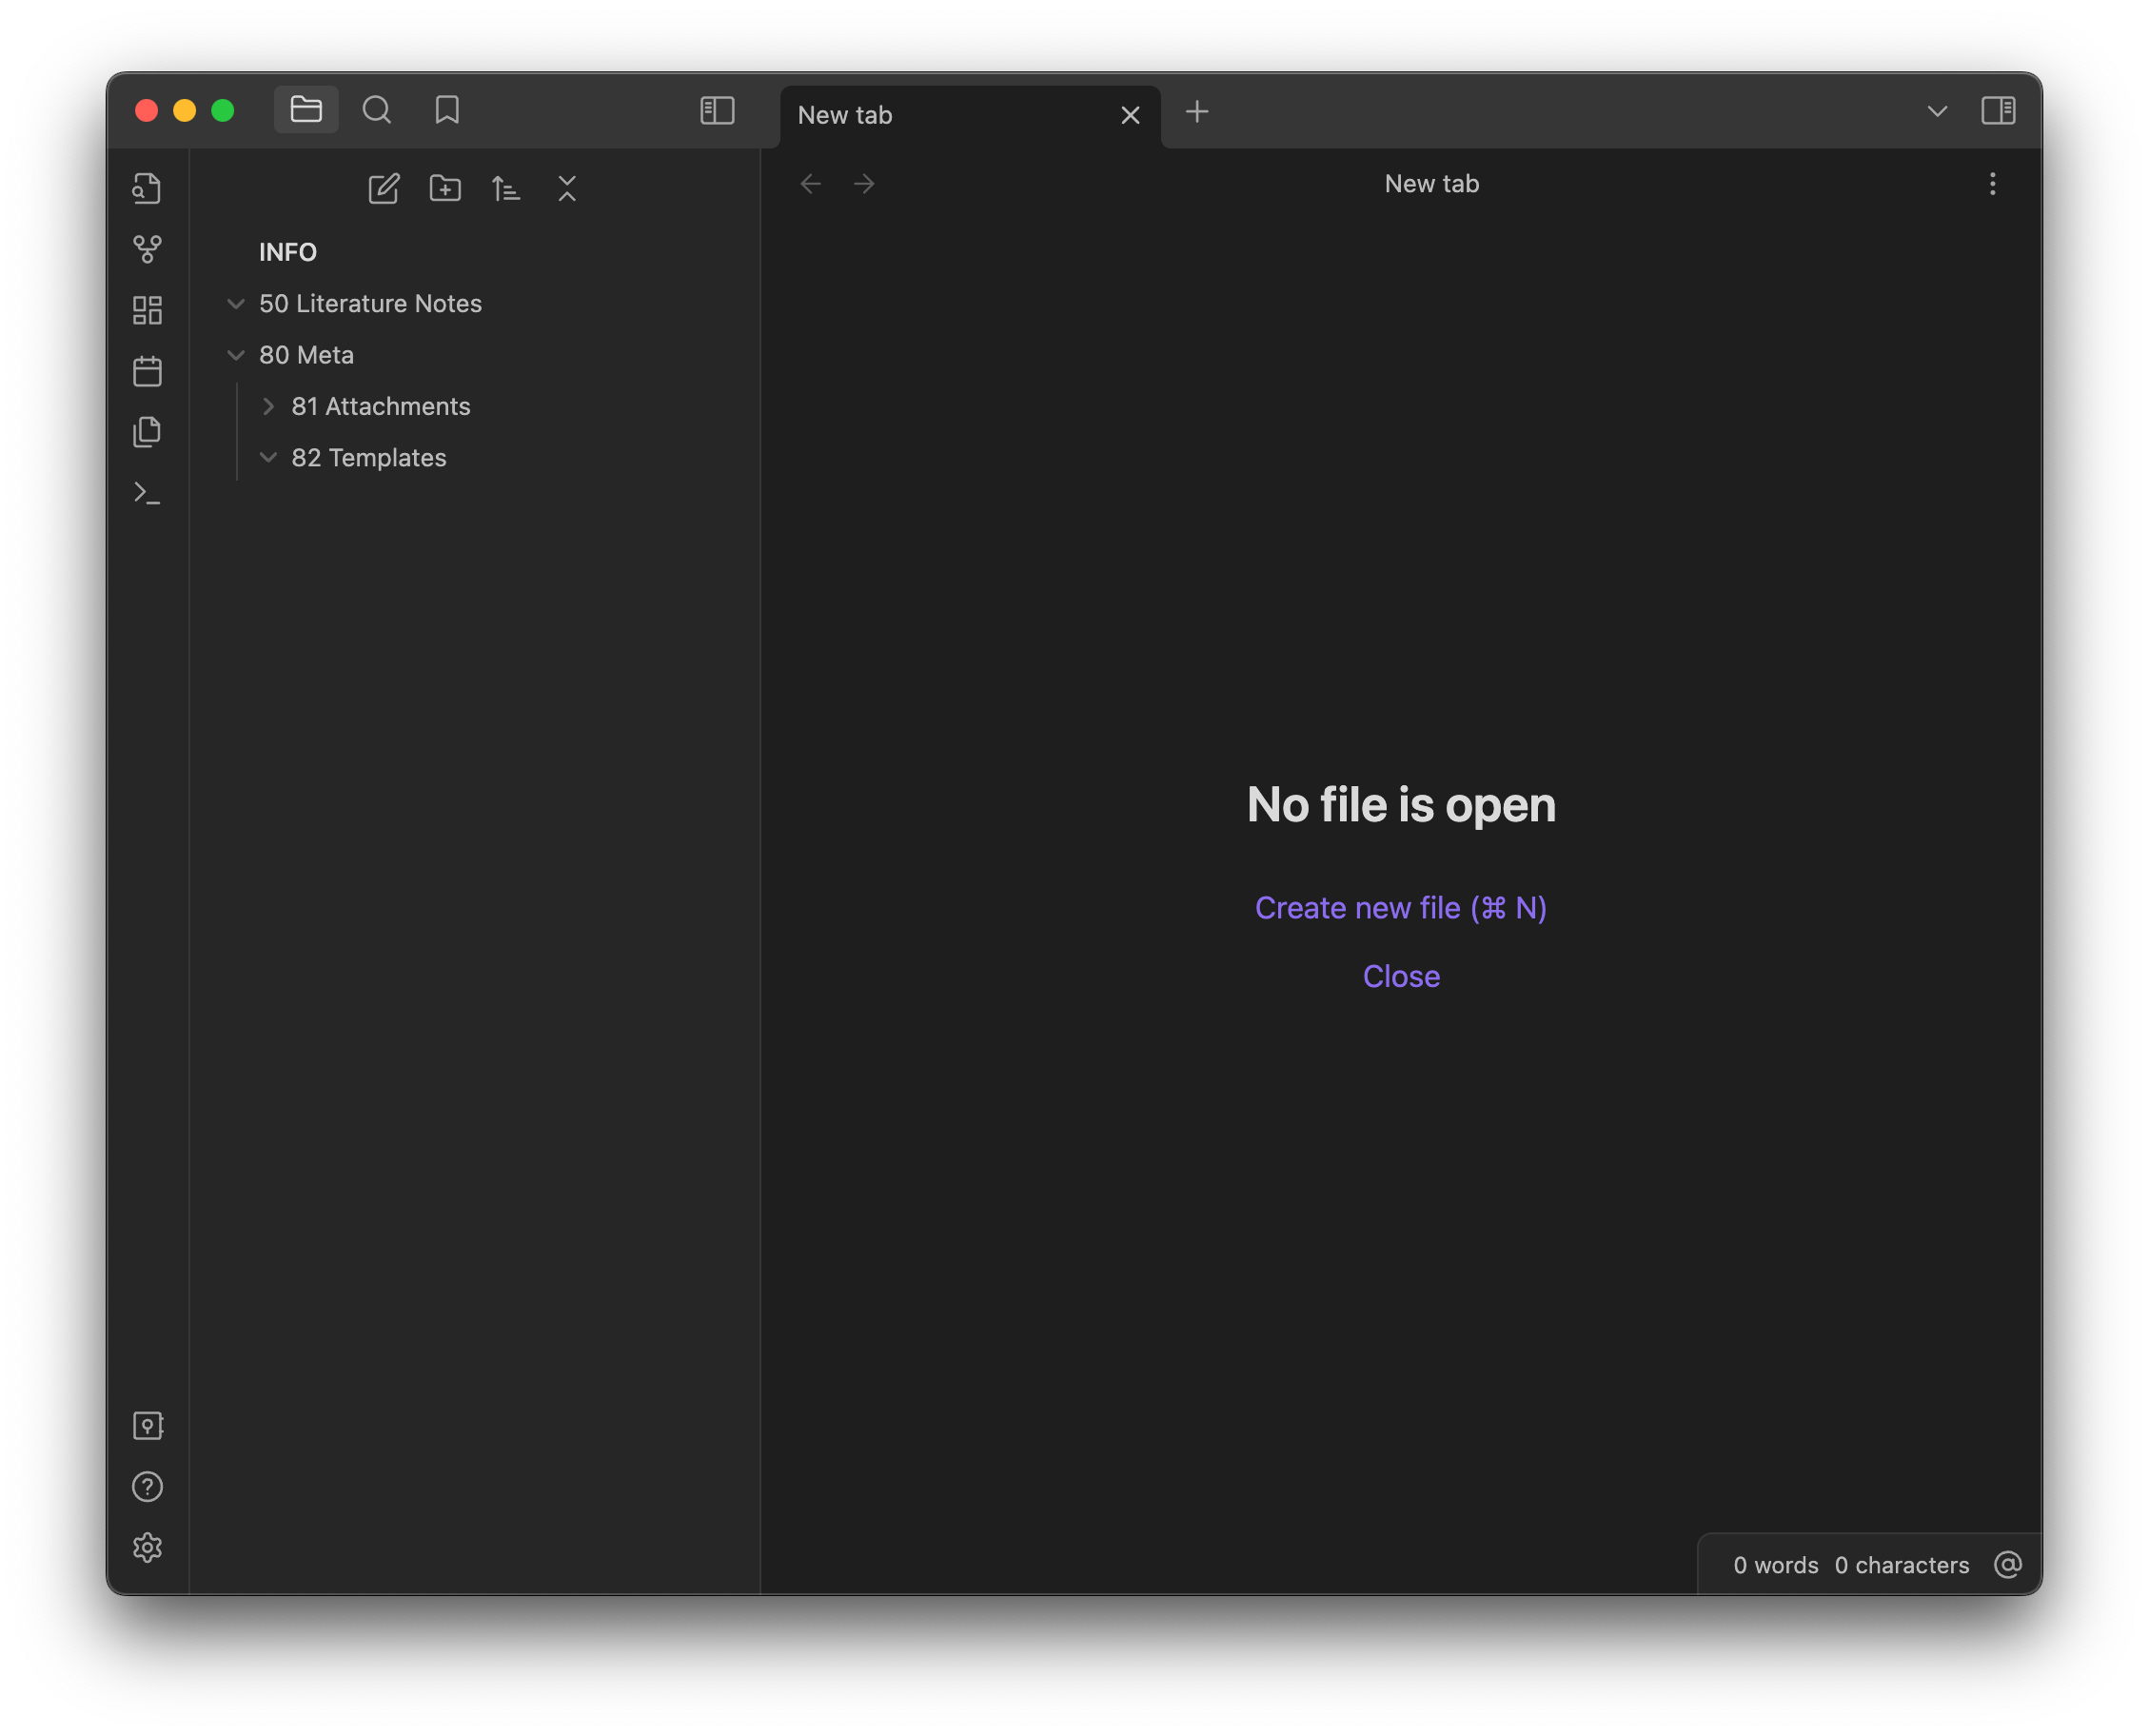 New tab
New tab
INFO
50 Literature Notes
80 Meta
81 Attachments
82 Templates
No file is open
Create new file (⌘ N)
Close
0 words 0 characters